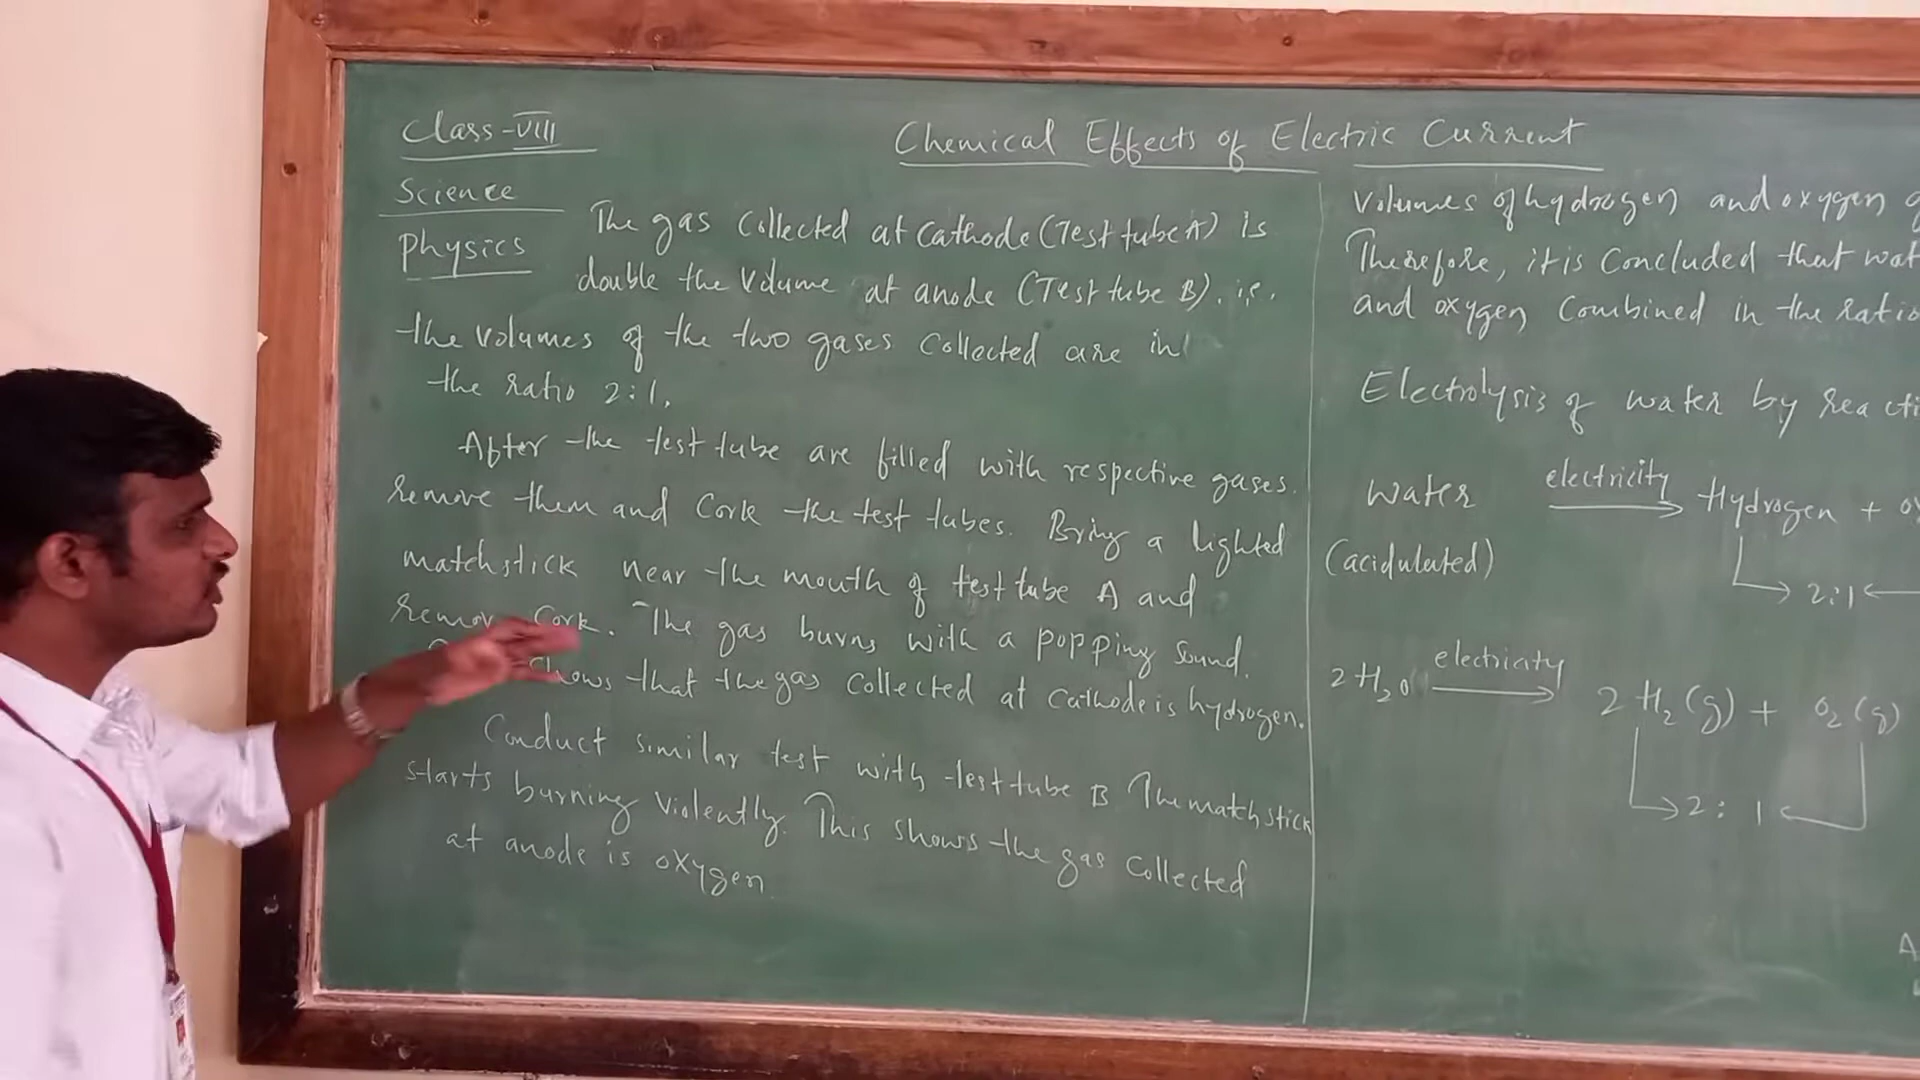 Class-VIII
Chemical Effects of Electric Current
Science
Physics
The gas Collected at Cathode (Test tube A) is
double the Volume at anode (Test tube B). i.e.
the volumes of the two gases Collected are in
the ratio 2:1.
After the test tube are filled with respective gases.
remove them and Cork the test tubes. Bring a lighted
matchstick near the mouth of test tube A and
Cork. The gas burns with a popping sound.
shows that the gas collected at cathode is hydrogen.
Conduct similar test with test tube B The matchstick
starts burning Violently. This shows the gas Collected
at anode is oxygen
Volumes of hydrogen and oxygen
Therefore, it is Concluded that
and oxygen Combined in the ratio
Electrolysis of water by
Water electricity Hydrogen +
(acidulated)
2:1
2H₂O electricity 2H₂(g) + O₂(g)
2 : 1